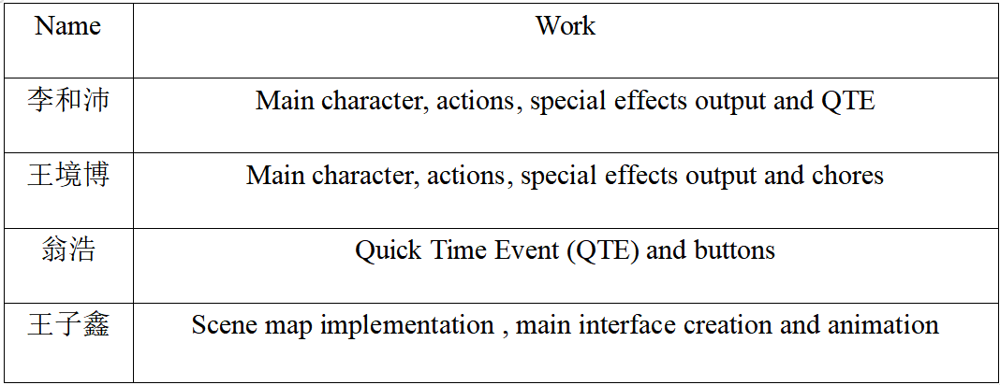 Name Work
李和沛 Main character, actions, special effects output and QTE
王境博 Main character, actions, special effects output and chores
翁浩 Quick Time Event (QTE) and buttons
王子鑫 Scene map implementation , main interface creation and animation